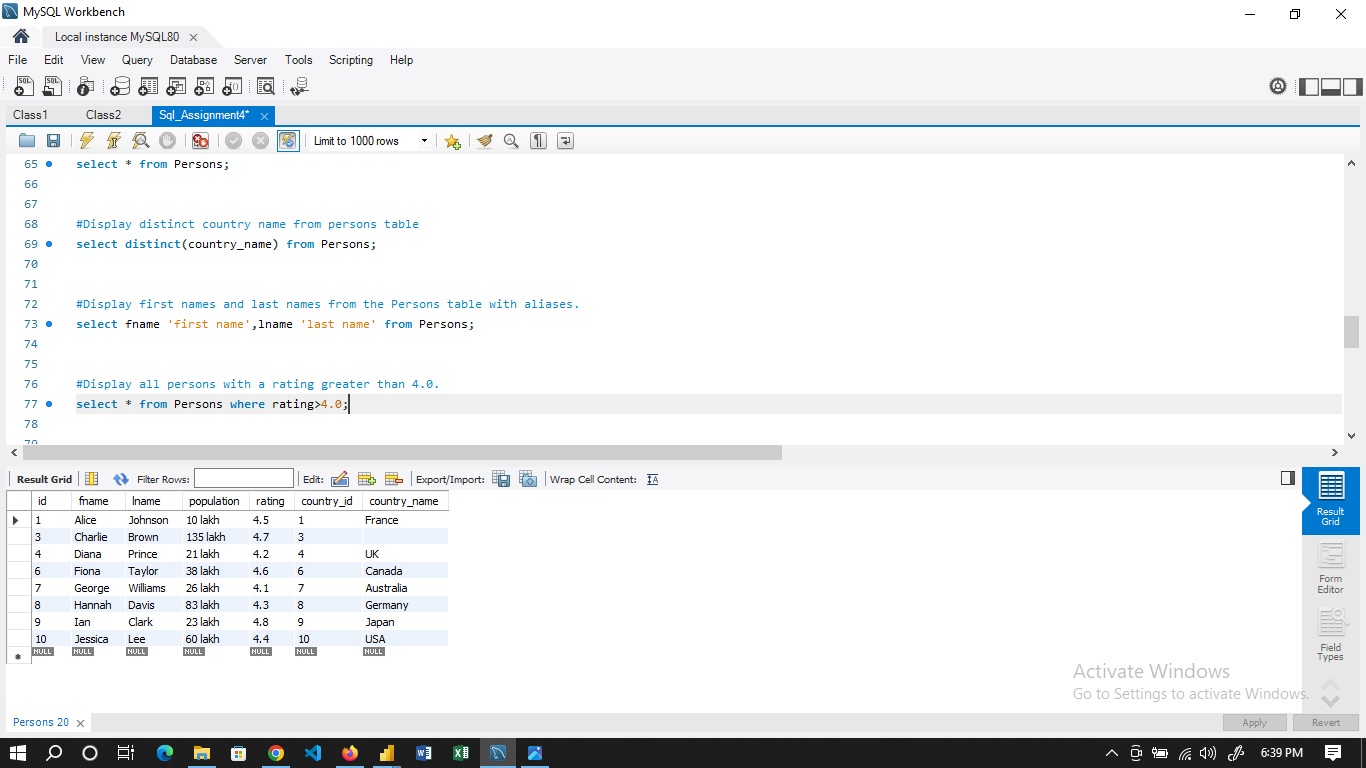 MySQL Workbench
Local instance MySQL80
File Edit View Query Database Server Tools Scripting Help
Class1 Class2 Sql_Assignment4*
Limit to 1000 rows
65 select * from Persons;
66
67
68 #Display distinct country name from persons table
69 select distinct(country_name) from Persons;
70
71
72 #Display first names and last names from the Persons table with aliases.
73 select fname 'first name',lname 'last name' from Persons;
74
75
76 #Display all persons with a rating greater than 4.0.
77 select * from Persons where rating>4.0;
78
79
Result Grid Filter Rows: Edit: Export/Import: Wrap Cell Content:
id fname lname population rating country_id country_name
1 Alice Johnson 10 lakh 4.5 1 France
3 Charlie Brown 135 lakh 4.7 3
4 Diana Prince 21 lakh 4.2 4 UK
6 Fiona Taylor 38 lakh 4.6 6 Canada
7 George Williams 26 lakh 4.1 7 Australia
8 Hannah Davis 83 lakh 4.3 8 Germany
9 Ian Clark 23 lakh 4.8 9 Japan
10 Jessica Lee 60 lakh 4.4 10 USA
NULL NULL NULL NULL NULL NULL NULL
Result
Grid
Form
Editor
Field
Types
Activate Windows
Go to Settings to activate Windows.
Persons 20
Apply Revert
6:39 PM